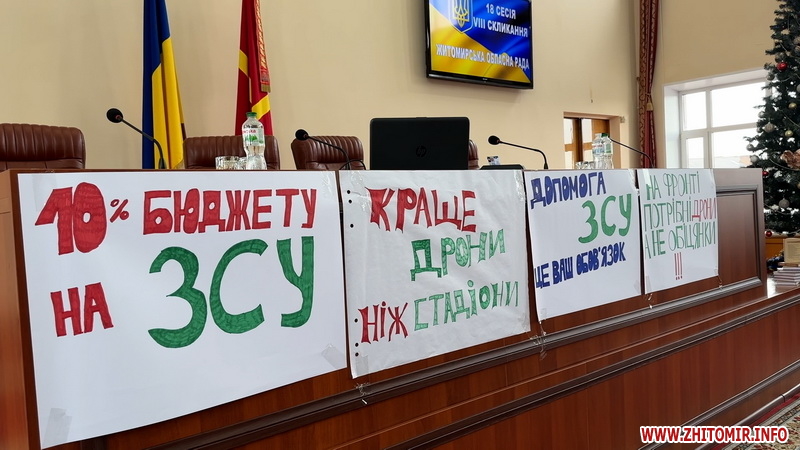 18 СЕСІЯ
VIII СКЛИКАННЯ
ЖИТОМИРСЬКА ОБЛАСНА РАДА
10% БЮДЖЕТУ
НА ЗСУ
КРАЩЕ
ДРОНИ
НІЖ СТАДІОНИ
ДОПОМОГА
ЗСУ
ЦЕ ВАШ ОБОВ'ЯЗОК
НА ФРОНТІ
ПОТРІБНІ ДРОНИ
А НЕ ОБІЦЯНКИ
!!!
hp
WWW.ZHITOMIR.INFO